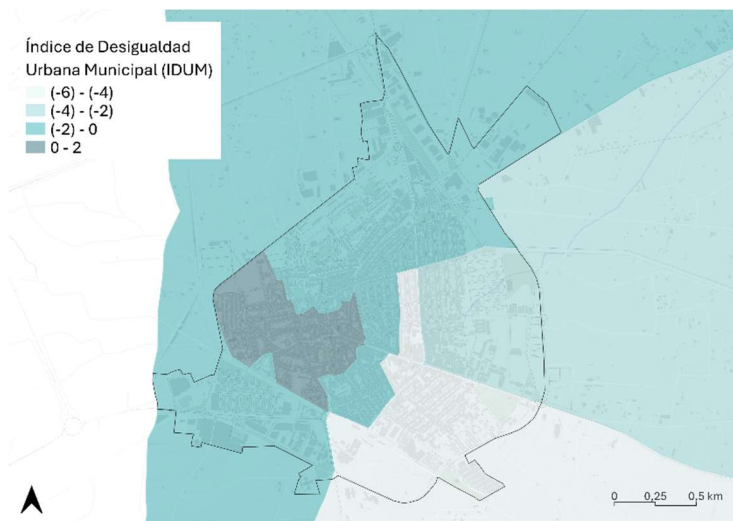 Índice de Desigualdad
Urbana Municipal (IDUM)
(-6) - (-4)
(-4) - (-2)
(-2) - 0
0 - 2
0 0,25 0,5 km